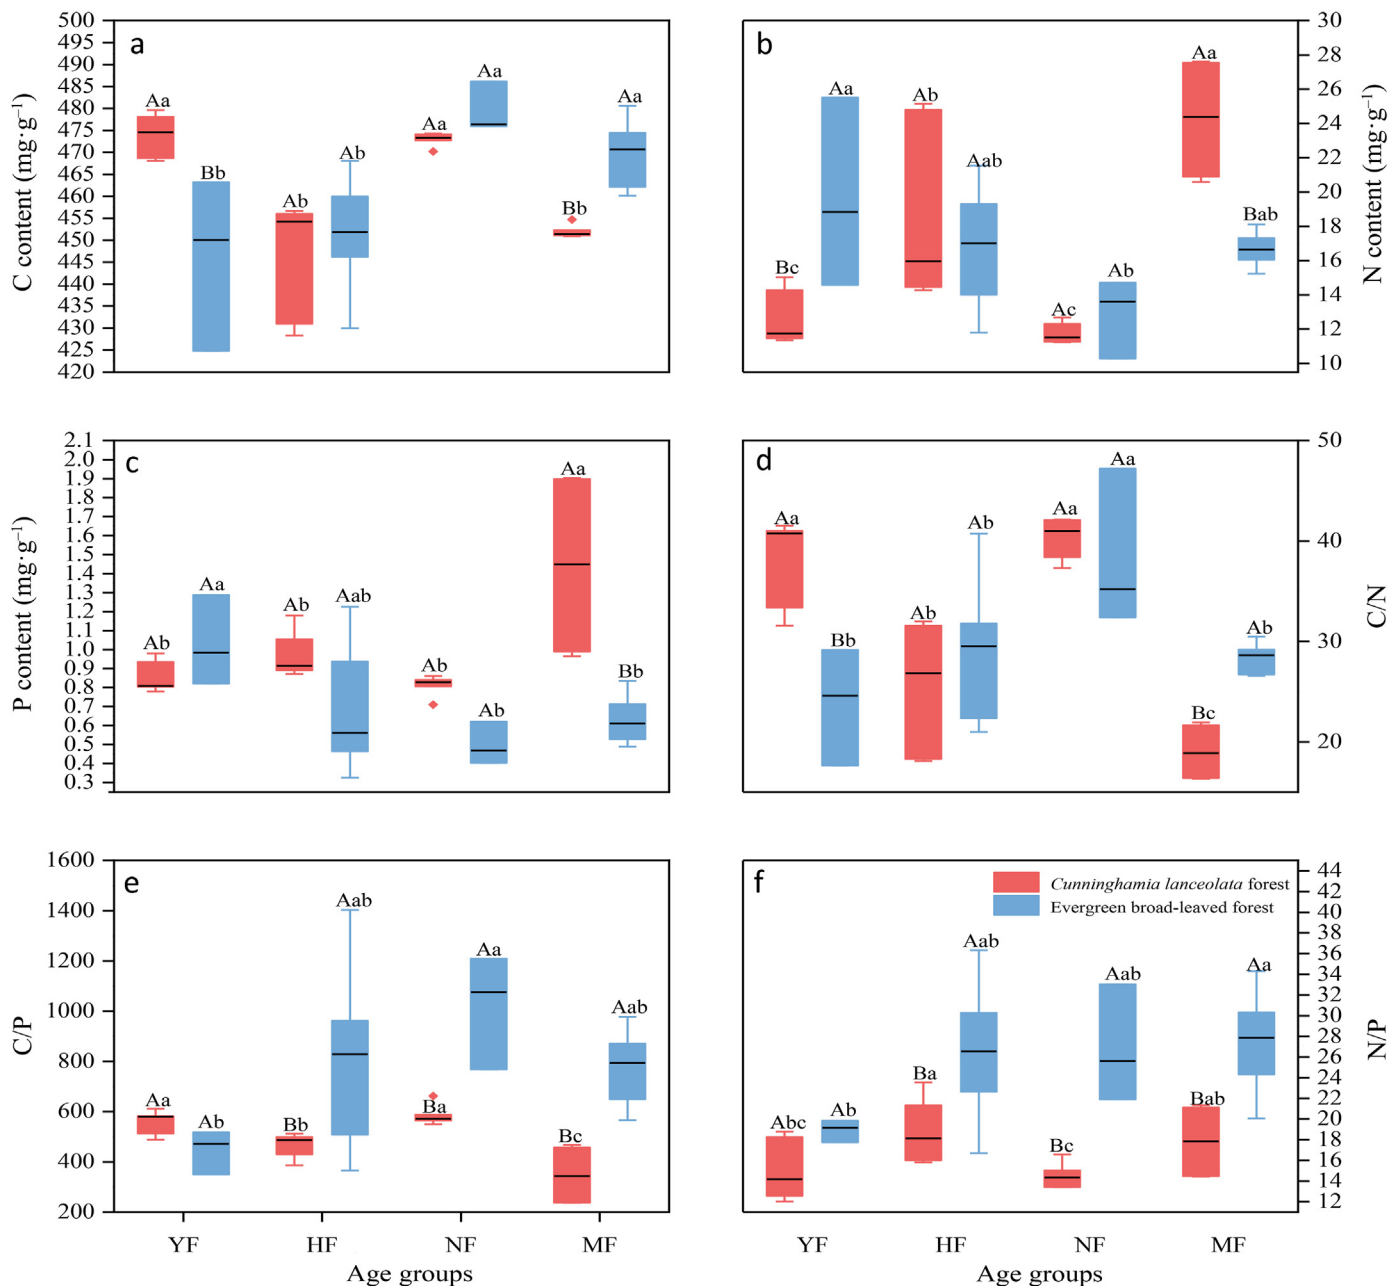 a
C content (mg·g⁻¹)
500
495
490
485
480
475
470
465
460
455
450
445
440
435
430
425
420
Aa
Bb
Ab
Ab
Aa
Aa
Bb
Aa
b
N content (mg·g⁻¹)
30
28
26
24
22
20
18
16
14
12
10
Bc
Aa
Ab
Aab
Ac
Ab
Aa
Bab
c
P content (mg·g⁻¹)
2.1
2.0
1.9
1.8
1.7
1.6
1.5
1.4
1.3
1.2
1.1
1.0
0.9
0.8
0.7
0.6
0.5
0.4
0.3
Ab
Aa
Ab
Aab
Ab
Ab
Aa
Bb
d
C/N
50
40
30
20
Aa
Bb
Ab
Ab
Aa
Aa
Bc
Ab
e
C/P
1600
1400
1200
1000
800
600
400
200
Aa
Ab
Bb
Aab
Ba
Aa
Bc
Aab
YF
HF
NF
MF
Age groups
f
Cunninghamia lanceolata forest
Evergreen broad-leaved forest
N/P
44
42
40
38
36
34
32
30
28
26
24
22
20
18
16
14
12
Abc
Ab
Ba
Aab
Bc
Aab
Bab
Aa
YF
HF
NF
MF
Age groups